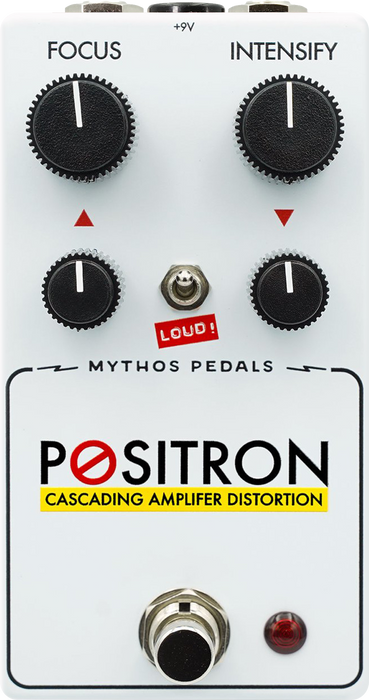 +9V
FOCUS INTENSIFY
LOUD!
MYTHOS PEDALS
POSITRON
CASCADING AMPLIFER DISTORTION